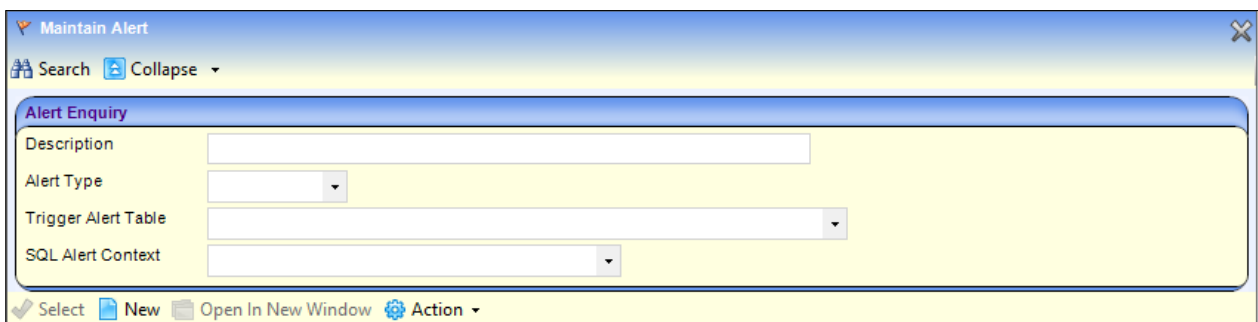 Maintain Alert
Search Collapse
Alert Enquiry
Description
Alert Type
Trigger Alert Table
SQL Alert Context
Select New Open In New Window Action